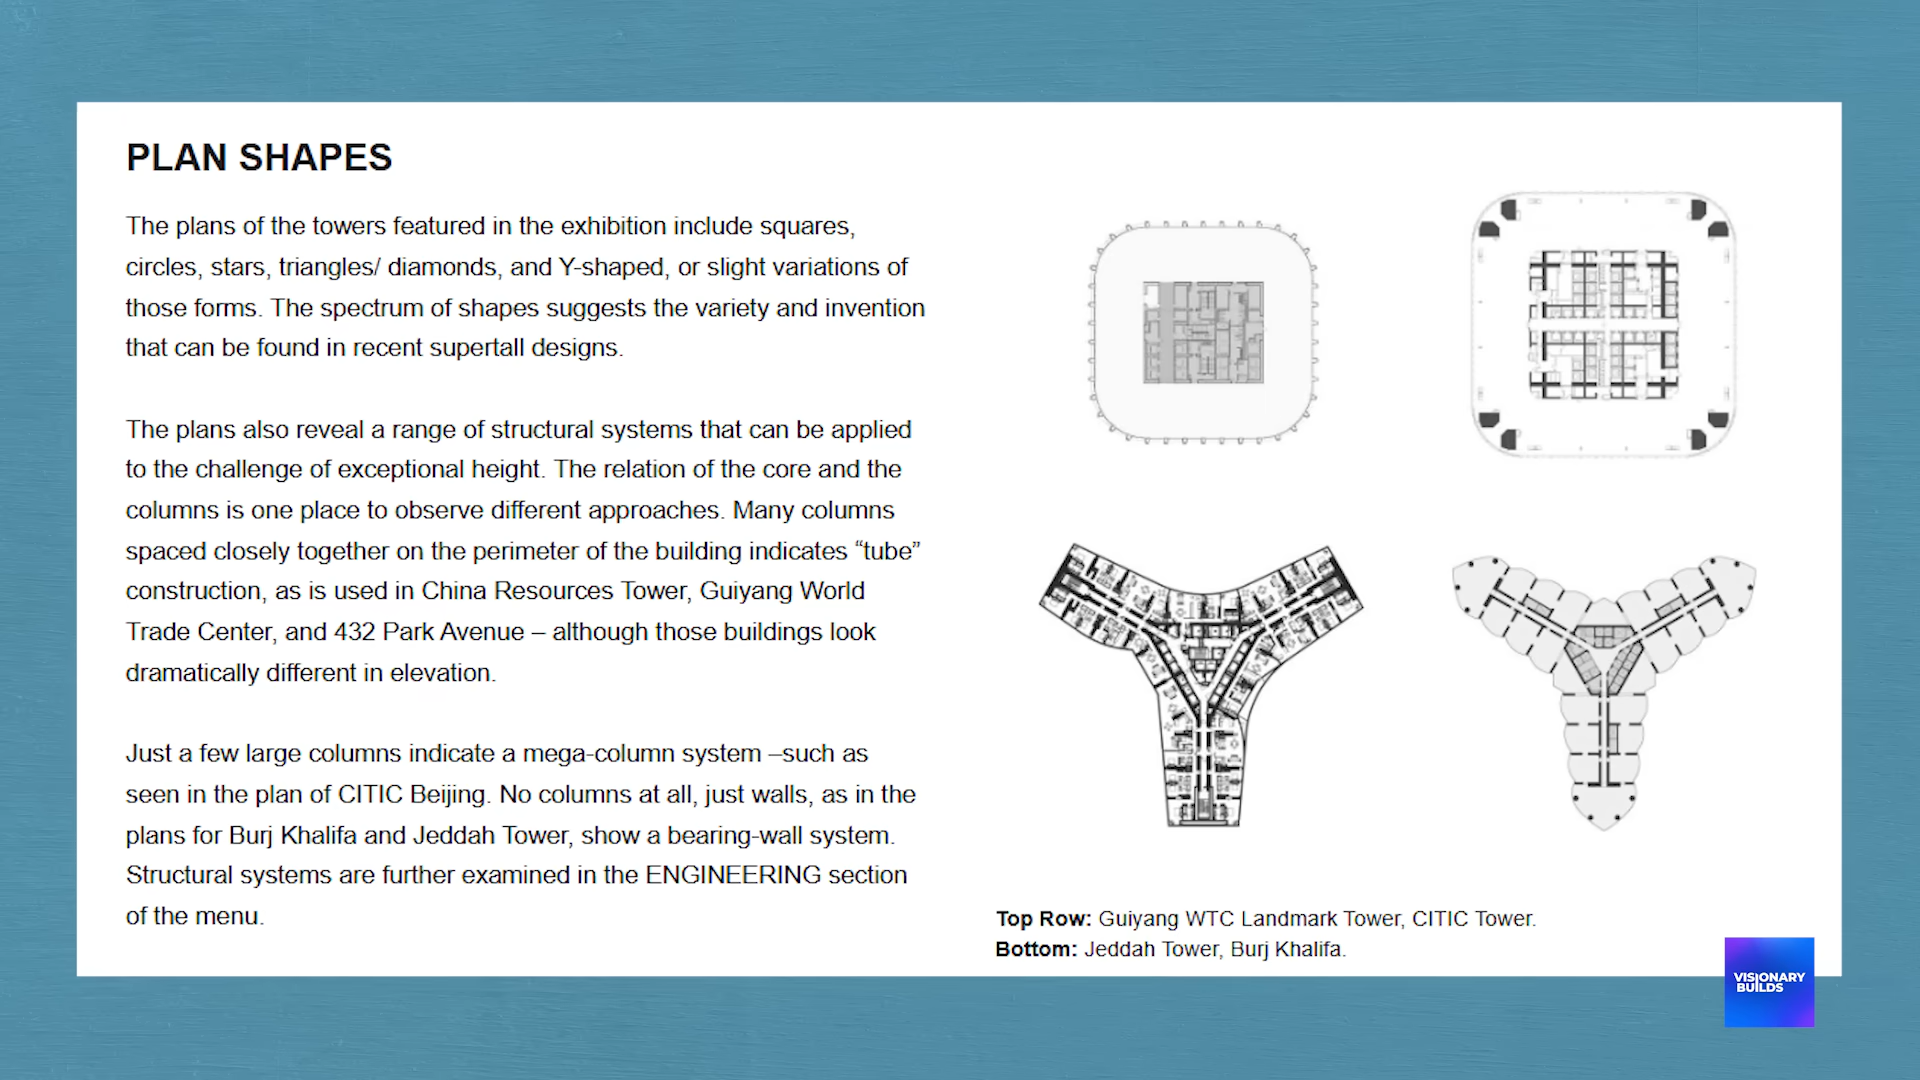 PLAN SHAPES
The plans of the towers featured in the exhibition include squares,
circles, stars, triangles/ diamonds, and Y-shaped, or slight variations of
those forms. The spectrum of shapes suggests the variety and invention
that can be found in recent supertall designs.
The plans also reveal a range of structural systems that can be applied
to the challenge of exceptional height. The relation of the core and the
columns is one place to observe different approaches. Many columns
spaced closely together on the perimeter of the building indicates “tube”
construction, as is used in China Resources Tower, Guiyang World
Trade Center, and 432 Park Avenue – although those buildings look
dramatically different in elevation.
Just a few large columns indicate a mega-column system –such as
seen in the plan of CITIC Beijing. No columns at all, just walls, as in the
plans for Burj Khalifa and Jeddah Tower, show a bearing-wall system.
Structural systems are further examined in the ENGINEERING section
of the menu.
Top Row: Guiyang WTC Landmark Tower, CITIC Tower.
Bottom: Jeddah Tower, Burj Khalifa.
VISIONARY
BUILDS